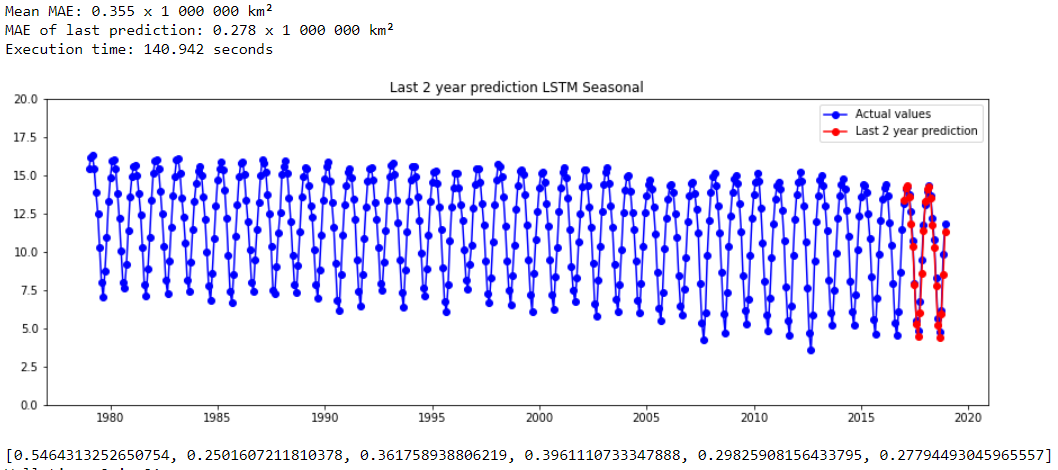 Mean MAE: 0.355 x 1 000 000 km²
MAE of last prediction: 0.278 x 1 000 000 km²
Execution time: 140.942 seconds
Last 2 year prediction LSTM Seasonal
20.0
Actual values
Last 2 year prediction
17.5
15.0
12.5
10.0
7.5
5.0
2.5
0.0
1980 1985 1990 1995 2000 2005 2010 2015 2020
[0.5464313252650754, 0.2501607211810378, 0.361758938806219, 0.3961110733347888, 0.29825908156433795, 0.27794493045965557]